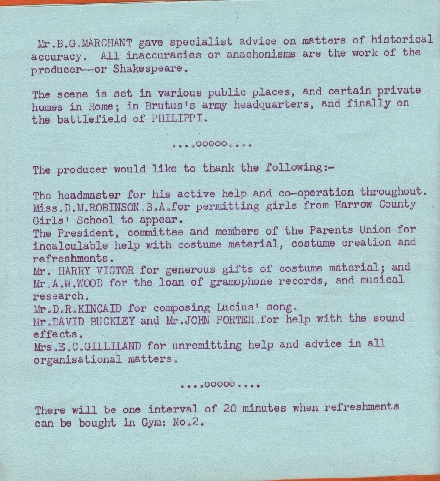 Mr.B.G.MARCHANT gave specialist advice on matters of historical
accuracy.  All inaccuracies or anachonisms are the work of the
producer—or Shakespeare.
The scene is set in various public places, and certain private
homes in Rome; in Brutus's army headquarters, and finally on
the battlefield of PHILIPPI.
....ooooo....
The producer would like to thank the following:-
The headmaster for his active help and co-operation throughout.
Miss.D.M.ROBINSON.B.A.for permitting girls from Harrow County
Girls' School to appear.
The President, committee and members of the Parents Union for
incalculable help with costume material, costume creation and
refreshments.
Mr. HARRY VICTOR for generous gifts of costume material; and
Mr.A.W.WOOD for the loan of gramophone records, and musical
research.
Mr.D.R.KINCAID for composing Lucius' song.
Mr.DAVID BUCKLEY and Mr.JOHN PORTER.for help with the sound
effects.
Mrs.E.C.GILLILAND for unremitting help and advice in all
organisational matters.
....ooooo....
There will be one interval of 20 minutes when refreshments
can be bought in Gym: No.2.